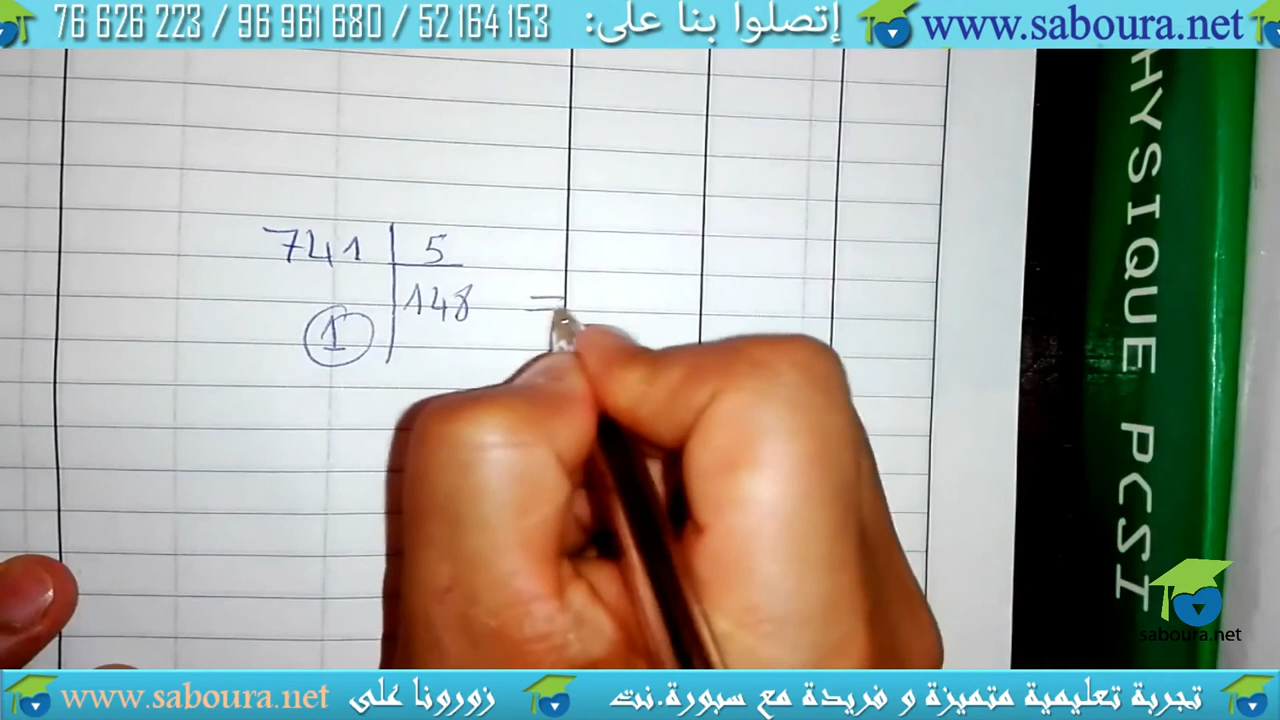 76 626 223 / 96 961 680 / 52 164 153 إتصلوا بنا على: www.saboura.net
741 5
148 =
1
PHYSIQUE PCSI
saboura.net
تجربة تعليمية متميزة و فريدة مع سبورة.نت زورونا على www.saboura.net